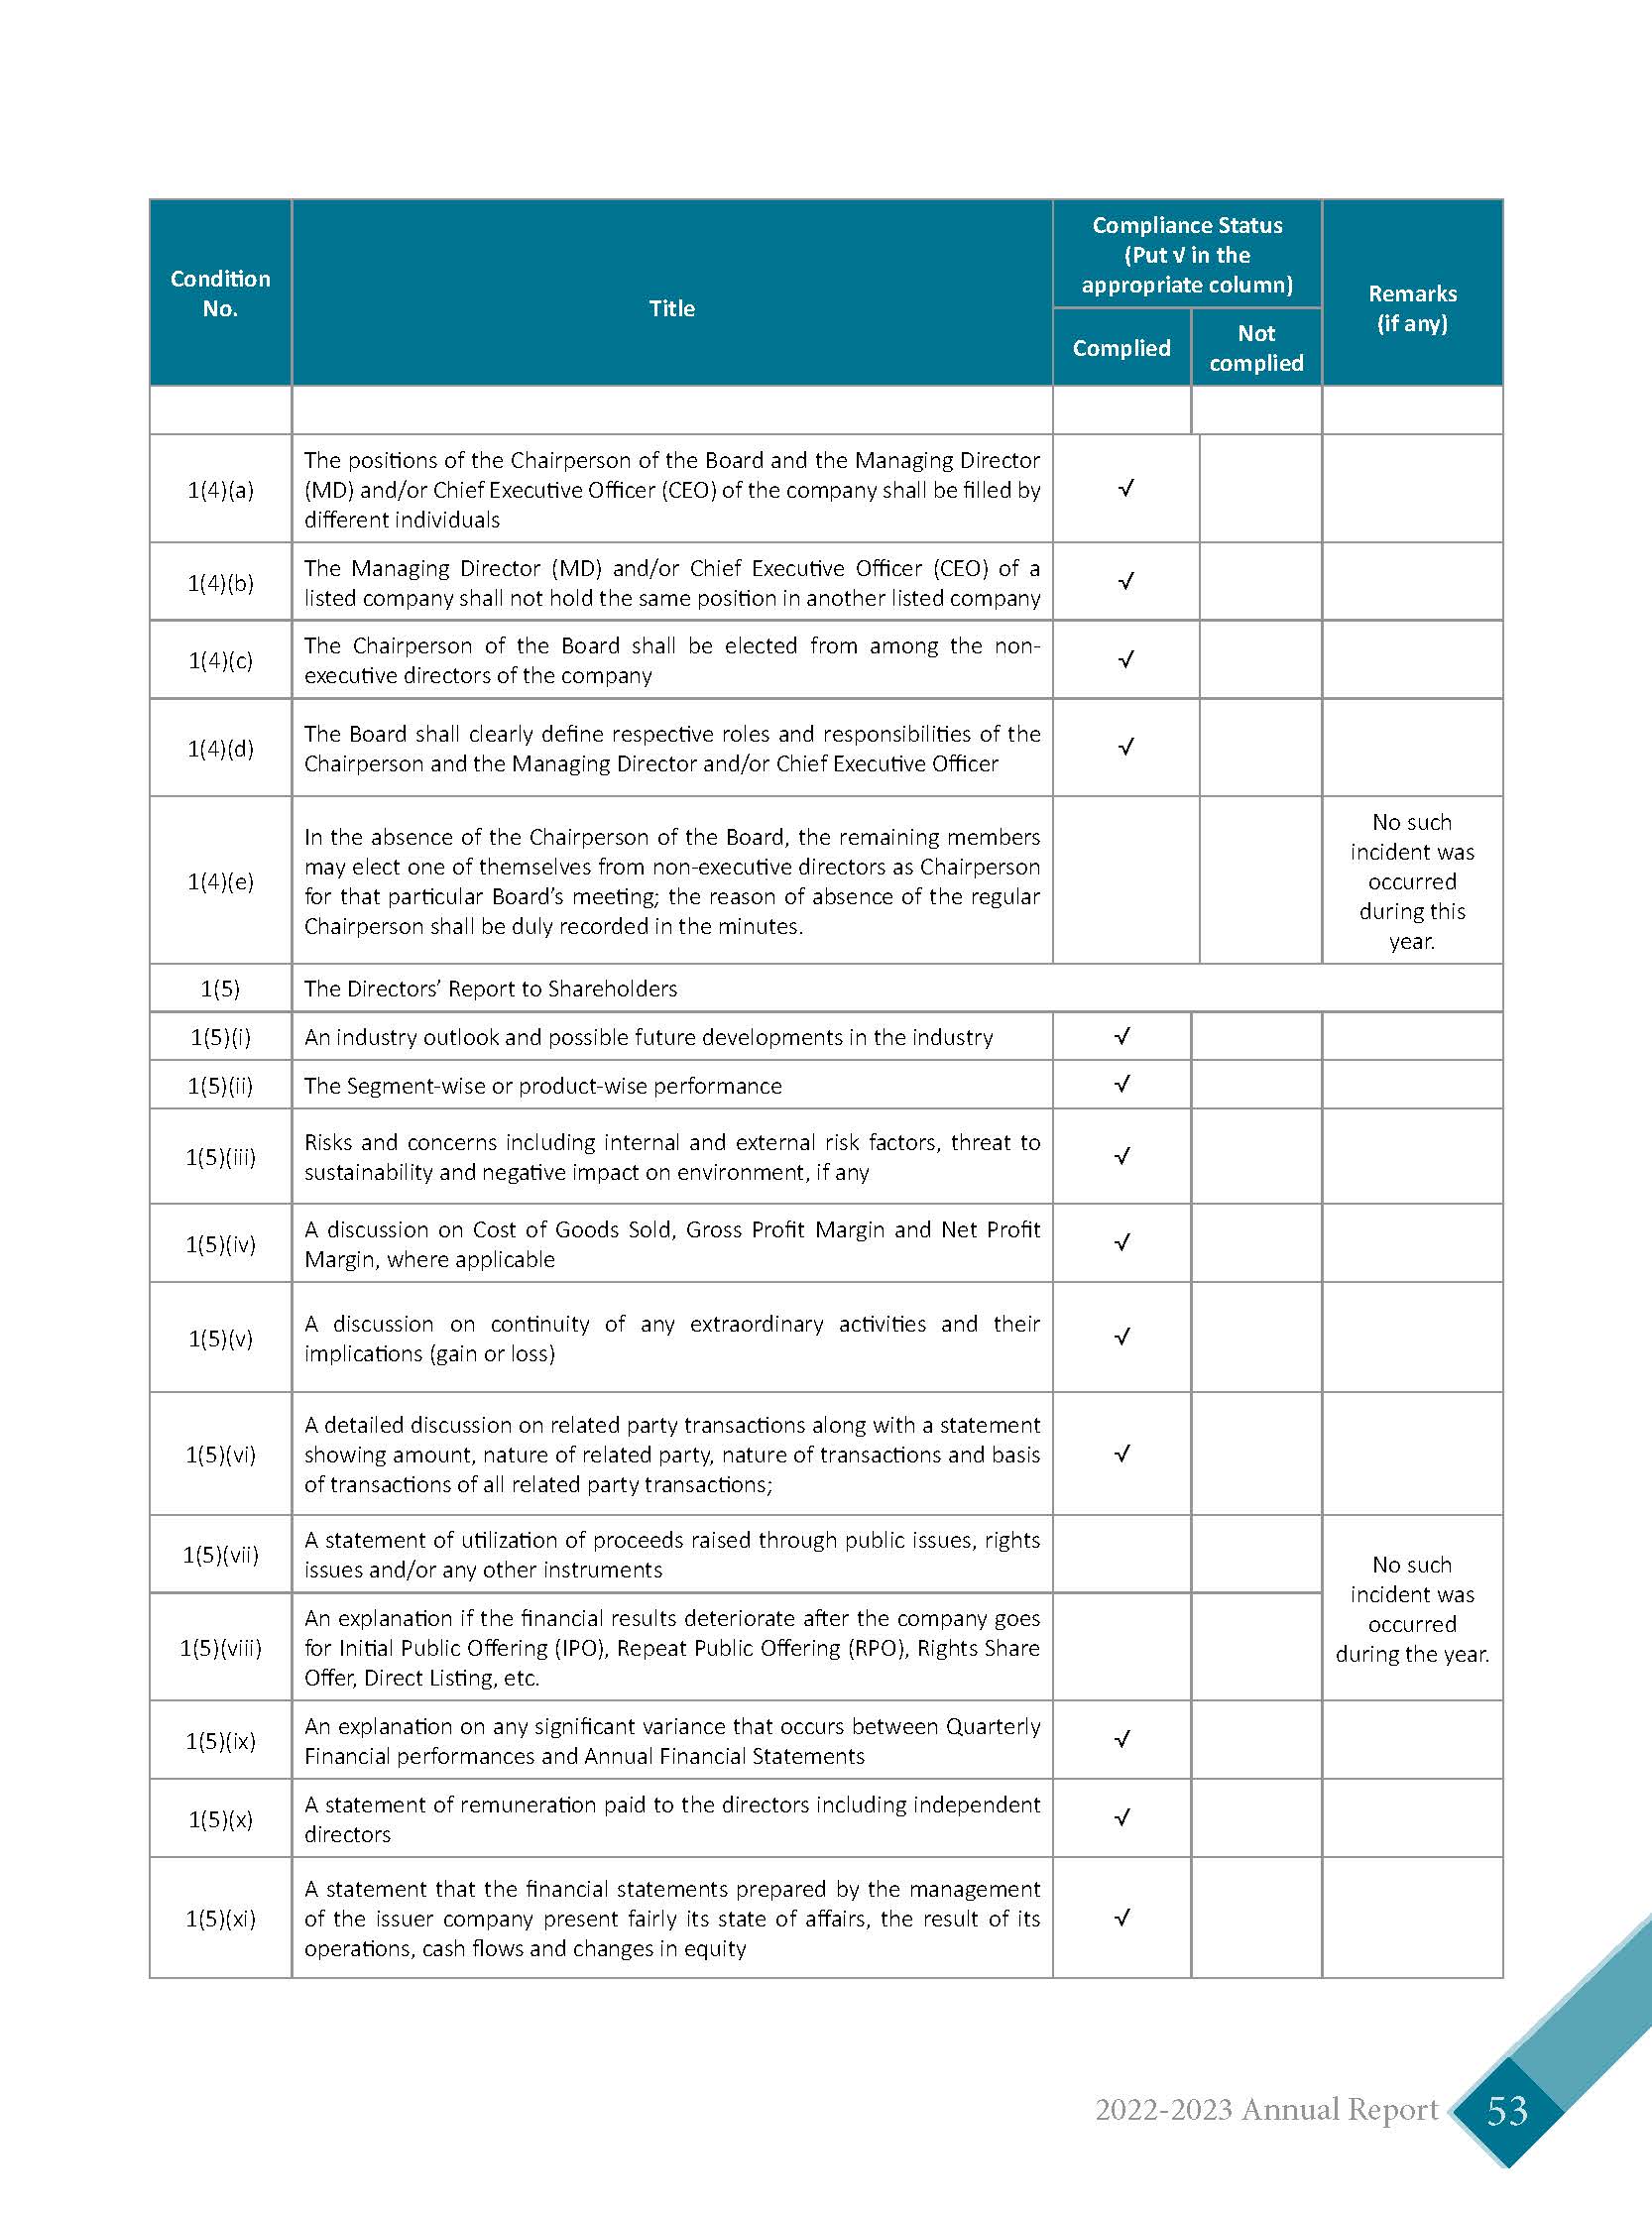 Condition
No.
Title
Compliance Status
(Put √ in the
appropriate column)
Remarks
(if any)
Complied
Not
complied
1(4)(a)
The positions of the Chairperson of the Board and the Managing Director
(MD) and/or Chief Executive Officer (CEO) of the company shall be filled by
different individuals
√
1(4)(b)
The Managing Director (MD) and/or Chief Executive Officer (CEO) of a
listed company shall not hold the same position in another listed company
√
1(4)(c)
The Chairperson of the Board shall be elected from among the non-
executive directors of the company
√
1(4)(d)
The Board shall clearly define respective roles and responsibilities of the
Chairperson and the Managing Director and/or Chief Executive Officer
√
1(4)(e)
In the absence of the Chairperson of the Board, the remaining members
may elect one of themselves from non-executive directors as Chairperson
for that particular Board’s meeting; the reason of absence of the regular
Chairperson shall be duly recorded in the minutes.
No such
incident was
occurred
during this
year.
1(5)
The Directors’ Report to Shareholders
1(5)(i)
An industry outlook and possible future developments in the industry
√
1(5)(ii)
The Segment-wise or product-wise performance
√
1(5)(iii)
Risks and concerns including internal and external risk factors, threat to
sustainability and negative impact on environment, if any
√
1(5)(iv)
A discussion on Cost of Goods Sold, Gross Profit Margin and Net Profit
Margin, where applicable
√
1(5)(v)
A discussion on continuity of any extraordinary activities and their
implications (gain or loss)
√
1(5)(vi)
A detailed discussion on related party transactions along with a statement
showing amount, nature of related party, nature of transactions and basis
of transactions of all related party transactions;
√
1(5)(vii)
A statement of utilization of proceeds raised through public issues, rights
issues and/or any other instruments
No such
incident was
occurred
during the year.
1(5)(viii)
An explanation if the financial results deteriorate after the company goes
for Initial Public Offering (IPO), Repeat Public Offering (RPO), Rights Share
Offer, Direct Listing, etc.
1(5)(ix)
An explanation on any significant variance that occurs between Quarterly
Financial performances and Annual Financial Statements
√
1(5)(x)
A statement of remuneration paid to the directors including independent
directors
√
1(5)(xi)
A statement that the financial statements prepared by the management
of the issuer company present fairly its state of affairs, the result of its
operations, cash flows and changes in equity
√
2022-2023 Annual Report
53